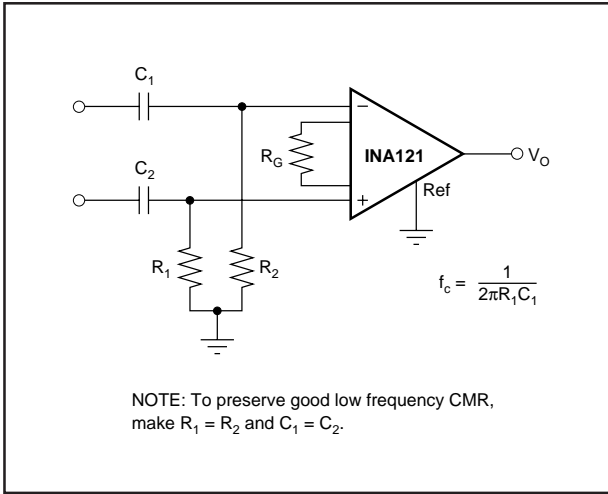 C1
C2
RG
−
INA121
+
Ref
VO
R1
R2
fc = 1 / 2πR1C1
NOTE: To preserve good low frequency CMR,
make R1 = R2 and C1 = C2.